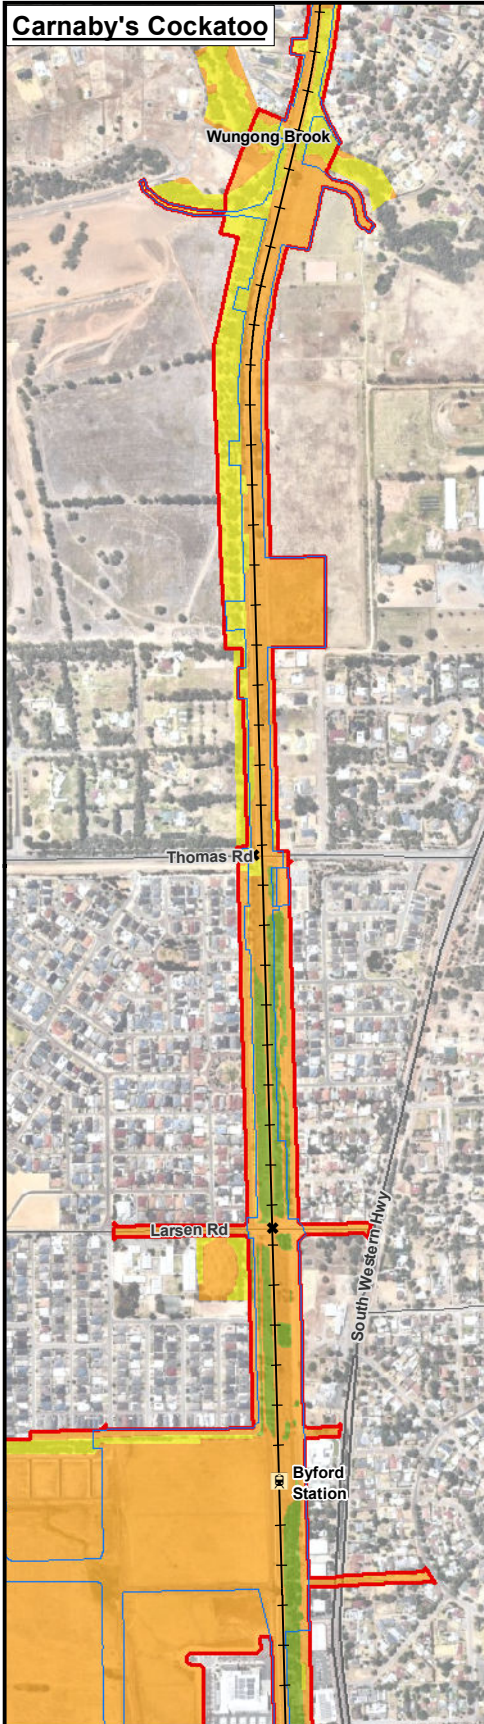 Carnaby's Cockatoo
Wungong Brook
Thomas Rd
Larsen Rd
South Western Hwy
Byford
Station